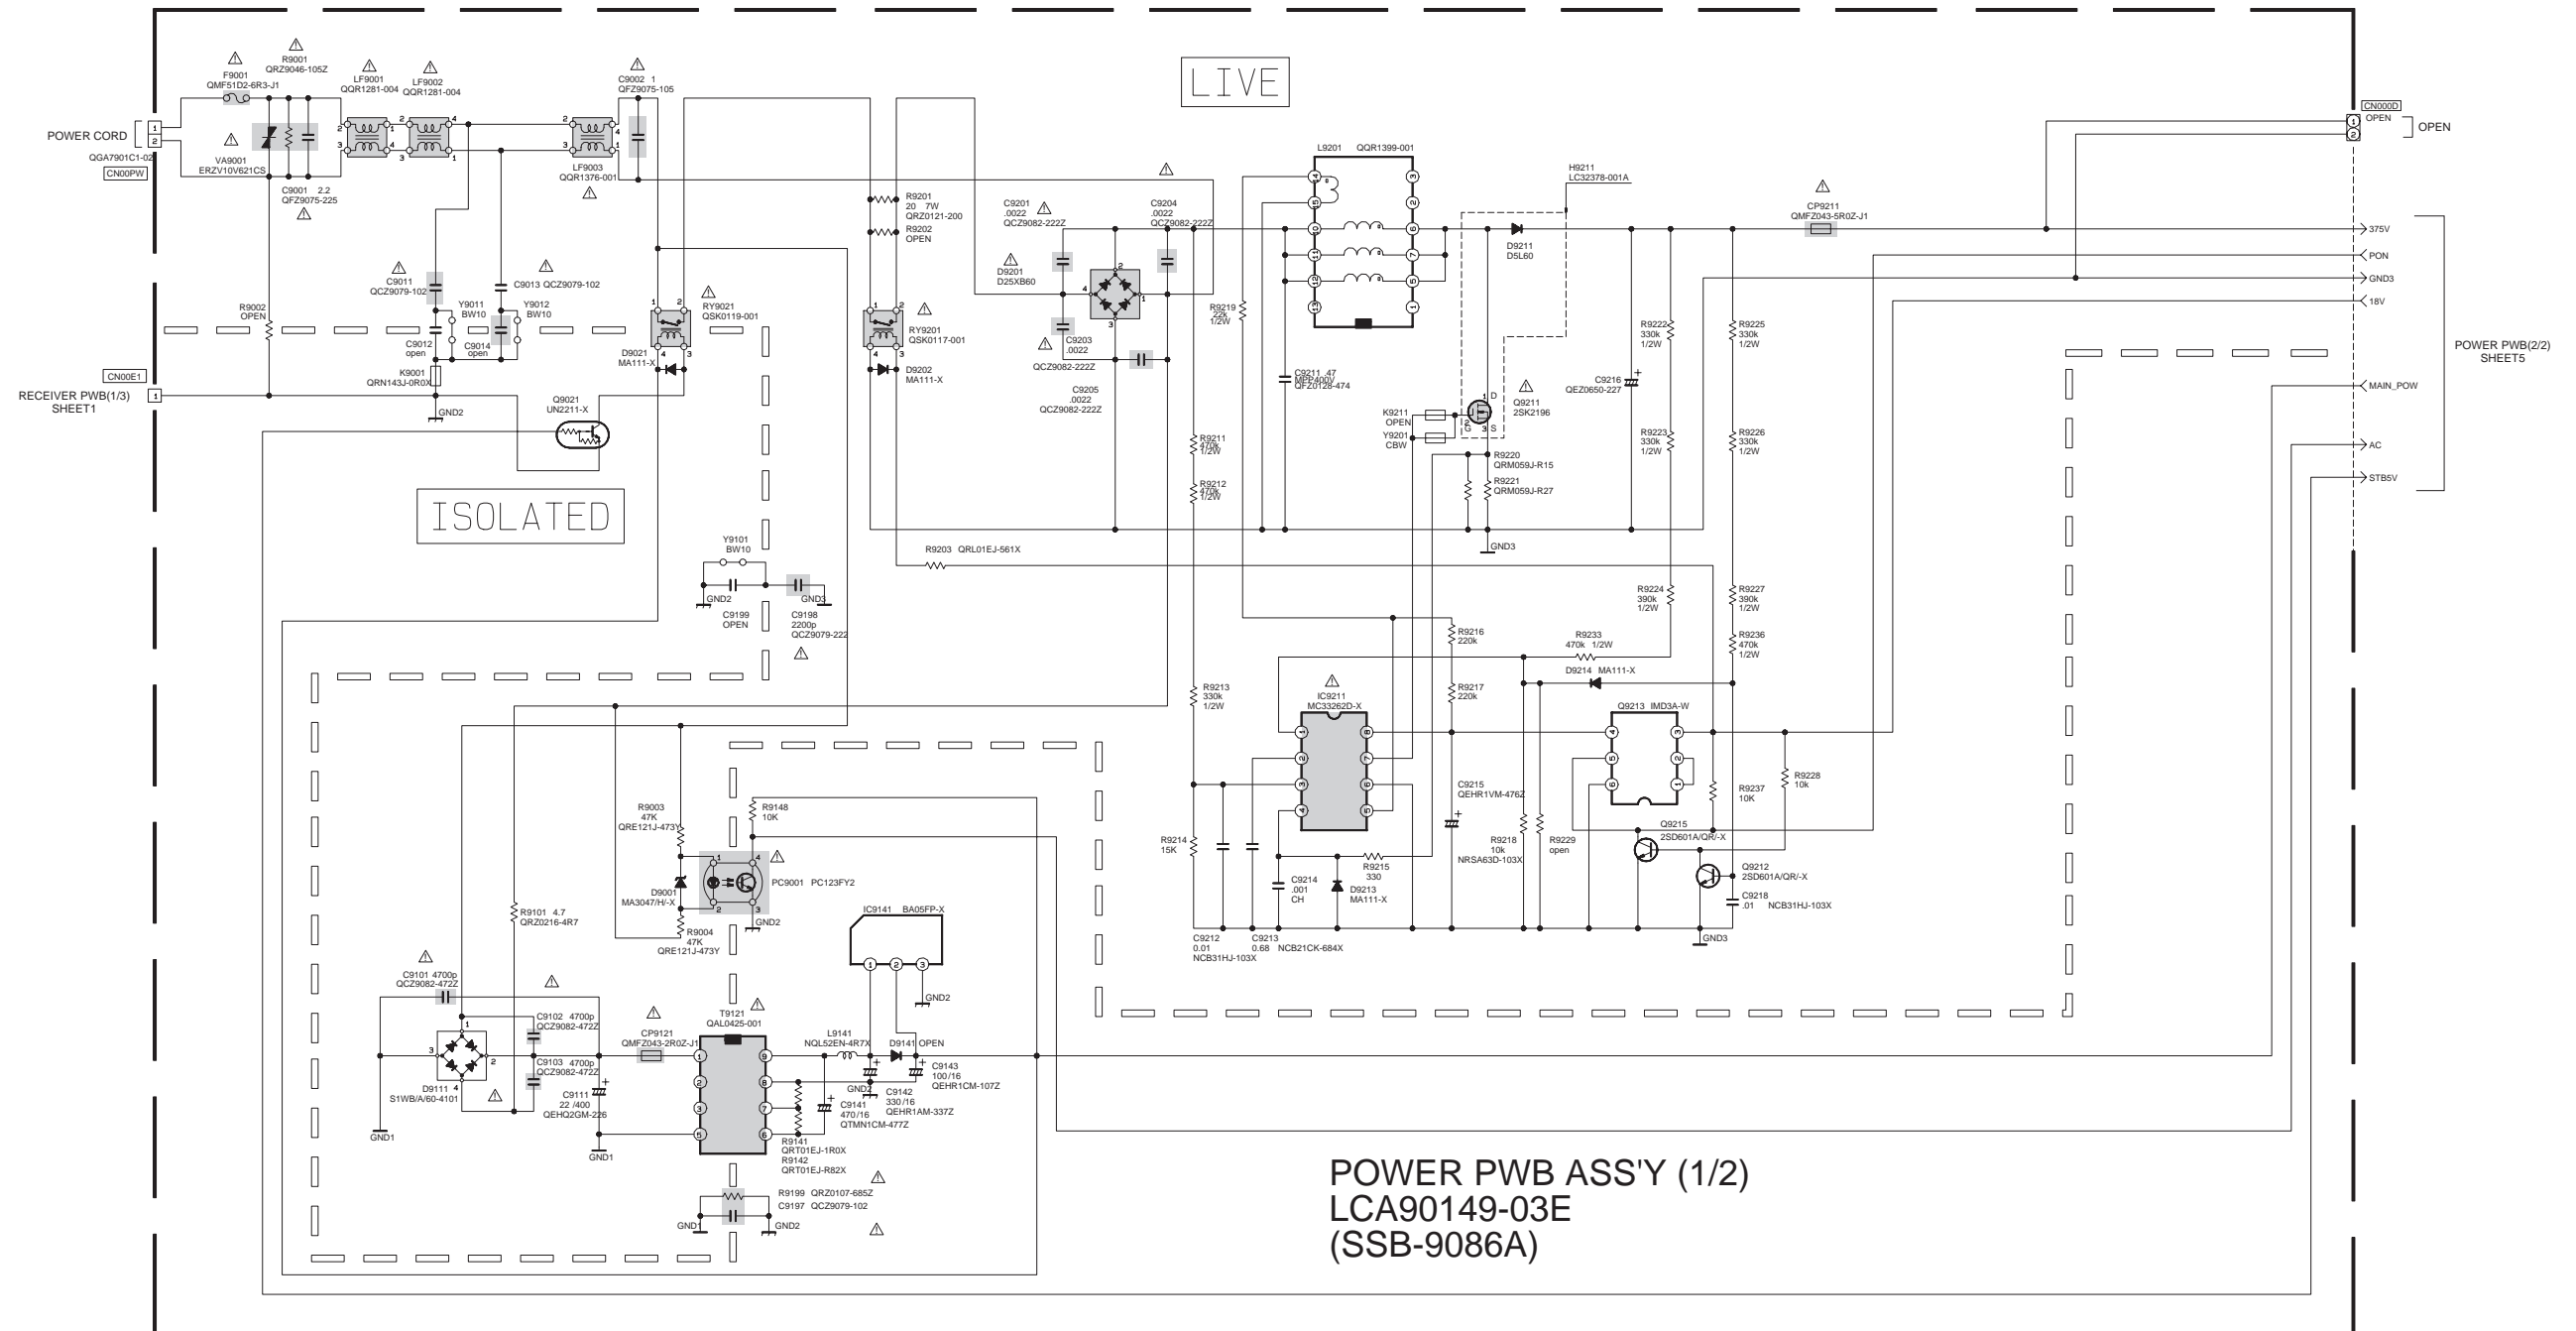 LIVE
ISOLATED
POWER CORD
1
2
QGA7901C1-02
CN00PW
F9001
QMF51D2-6R3-J1
R9001
QRZ9046-105Z
LF9001
QQR1281-004
LF9002
QQR1281-004
VA9001
ERZV10V621CS
C9001 2.2
QFZ9075-225
LF9003
QQR1376-001
C9002 1
QFZ9075-105
CN000D
OPEN
OPEN
C9011
QCZ9079-102
C9013 QCZ9079-102
Y9011
BW10
Y9012
BW10
R9002
OPEN
C9012
open
C9014
open
K9001
QRN143J-0R0X
GND2
CN00E1
RECEIVER PWB(1/3)
SHEET1
1
RY9021
QSK0119-001
D9021
MA111-X
Q9021
UN2211-X
R9201
20 7W
QRZ0121-200
R9202
OPEN
RY9201
QSK0117-001
D9202
MA111-X
C9201
.0022
QCZ9082-222Z
C9204
.0022
QCZ9082-222Z
D9201
D25XB60
C9203
.0022
QCZ9082-222Z
C9205
.0022
QCZ9082-222Z
L9201 QQR1399-001
H9211
LC32378-001A
D9211
D5L60
CP9211
QMFZ043-5R0Z-J1
R9219
22k
1/2W
C9211 .47
MPP400V
QFZ0128-474
R9211
470k
1/2W
R9212
470k
1/2W
K9211
OPEN
Y9201
CBW
Q9211
2SK2196
D
G
S
R9220
QRM059J-R15
R9221
QRM059J-R27
GND3
C9216
QEZ0650-227
R9222
330k
1/2W
R9225
330k
1/2W
R9223
330k
1/2W
R9226
330k
1/2W
R9224
390k
1/2W
R9227
390k
1/2W
R9236
470k
1/2W
375V
PON
GND3
18V
MAIN_POW
AC
STB5V
POWER PWB(2/2)
SHEET5
Y9101
BW10
GND2
GND3
C9199
OPEN
C9198
2200p
QCZ9079-222
R9203 QRL01EJ-561X
R9216
220k
R9217
220k
R9233
470k 1/2W
D9214 MA111-X
R9213
330k
1/2W
IC9211
MC33262D-X
Q9213 IMD3A-W
C9215
QEHR1VM-476Z
R9237
10K
R9228
10k
R9214
15K
R9215
330
R9218
10k
NRSA63D-103X
R9229
open
Q9215
2SD601A/QR/-X
Q9212
2SD601A/QR/-X
C9218
.01 NCB31HJ-103X
GND3
C9214
.001
CH
D9213
MA111-X
C9212
0.01
NCB31HJ-103X
C9213
0.68 NCB21CK-684X
R9003
47K
QRE121J-473Y
R9148
10K
PC9001 PC123FY2
D9001
MA3047/H/-X
R9004
47K
QRE121J-473Y
GND2
R9101 4.7
QRZ0216-4R7
IC9141 BA05FP-X
GND2
C9101 4700p
QCZ9082-472Z
C9102 4700p
QCZ9082-472Z
C9103 4700p
QCZ9082-472Z
D9111
S1WB/A/60-4101
C9111
22 /400
QEHQ2GM-226
GND1
GND1
CP9121
QMFZ043-2R0Z-J1
T9121
QAL0425-001
L9141
NQL52EN-4R7X
D9141 OPEN
C9143
100/16
QEHR1CM-107Z
GND2
C9142
330/16
QEHR1AM-337Z
C9141
470/16
QTMN1CM-477Z
R9141
QRT01EJ-1R0X
R9142
QRT01EJ-R82X
R9199 QRZ0107-685Z
C9197 QCZ9079-102
GND1
GND2
POWER PWB ASS'Y (1/2)
LCA90149-03E
(SSB-9086A)